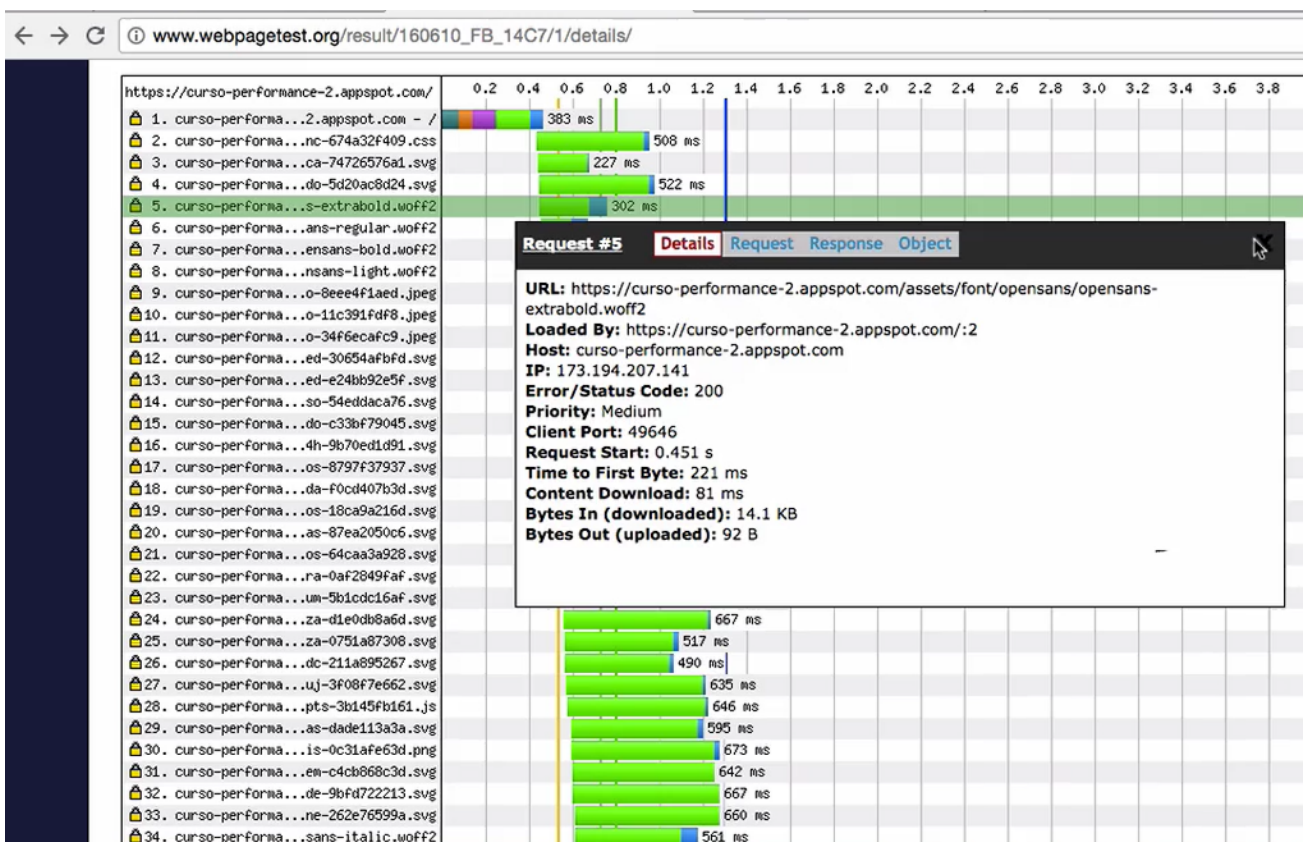 www.webpagetest.org/result/160610_FB_14C7/1/details/
https://curso-performance-2.appspot.com/ 0.2 0.4 0.6 0.8 1.0 1.2 1.4 1.6 1.8 2.0 2.2 2.4 2.6 2.8 3.0 3.2 3.4 3.6 3.8
1. curso-performa...2.appspot.com - / 383 ms
2. curso-performa...nc-674a32f409.css 508 ms
3. curso-performa...ca-74726576a1.svg 227 ms
4. curso-performa...do-5d20ac8d24.svg 522 ms
5. curso-performa...s-extrabold.woff2 302 ms
6. curso-performa...ans-regular.woff2
7. curso-performa...ensans-bold.woff2
8. curso-performa...nsans-light.woff2
9. curso-performa...o-8eee4f1aed.jpeg
10. curso-performa...o-11c391fdf8.jpeg
11. curso-performa...o-34f6ecafc9.jpeg
12. curso-performa...ed-30654afbfd.svg
13. curso-performa...ed-e24bb92e5f.svg
14. curso-performa...so-54eddaca76.svg
15. curso-performa...do-c33bf79045.svg
16. curso-performa...4h-9b70ed1d91.svg
17. curso-performa...os-8797f37937.svg
18. curso-performa...da-f0cd407b3d.svg
19. curso-performa...os-18ca9a216d.svg
20. curso-performa...as-87ea2050c6.svg
21. curso-performa...os-64caa3a928.svg
22. curso-performa...ra-0af2849faf.svg
23. curso-performa...um-5b1cdc16af.svg
Request #5 Details Request Response Object X
URL: https://curso-performance-2.appspot.com/assets/font/opensans/opensans-
extrabold.woff2
Loaded By: https://curso-performance-2.appspot.com/:2
Host: curso-performance-2.appspot.com
IP: 173.194.207.141
Error/Status Code: 200
Priority: Medium
Client Port: 49646
Request Start: 0.451 s
Time to First Byte: 221 ms
Content Download: 81 ms
Bytes In (downloaded): 14.1 KB
Bytes Out (uploaded): 92 B
24. curso-performa...za-d1e0db8a6d.svg 667 ms
25. curso-performa...za-0751a87308.svg 517 ms
26. curso-performa...dc-211a895267.svg 490 ms
27. curso-performa...uj-3f08f7e662.svg 635 ms
28. curso-performa...pts-3b145fb161.js 646 ms
29. curso-performa...as-dade113a3a.svg 595 ms
30. curso-performa...is-0c31afe63d.png 673 ms
31. curso-performa...em-c4cb868c3d.svg 642 ms
32. curso-performa...de-9bfd722213.svg 667 ms
33. curso-performa...ne-262e76599a.svg 660 ms
34. curso-performa...sans-italic.woff2 561 ms